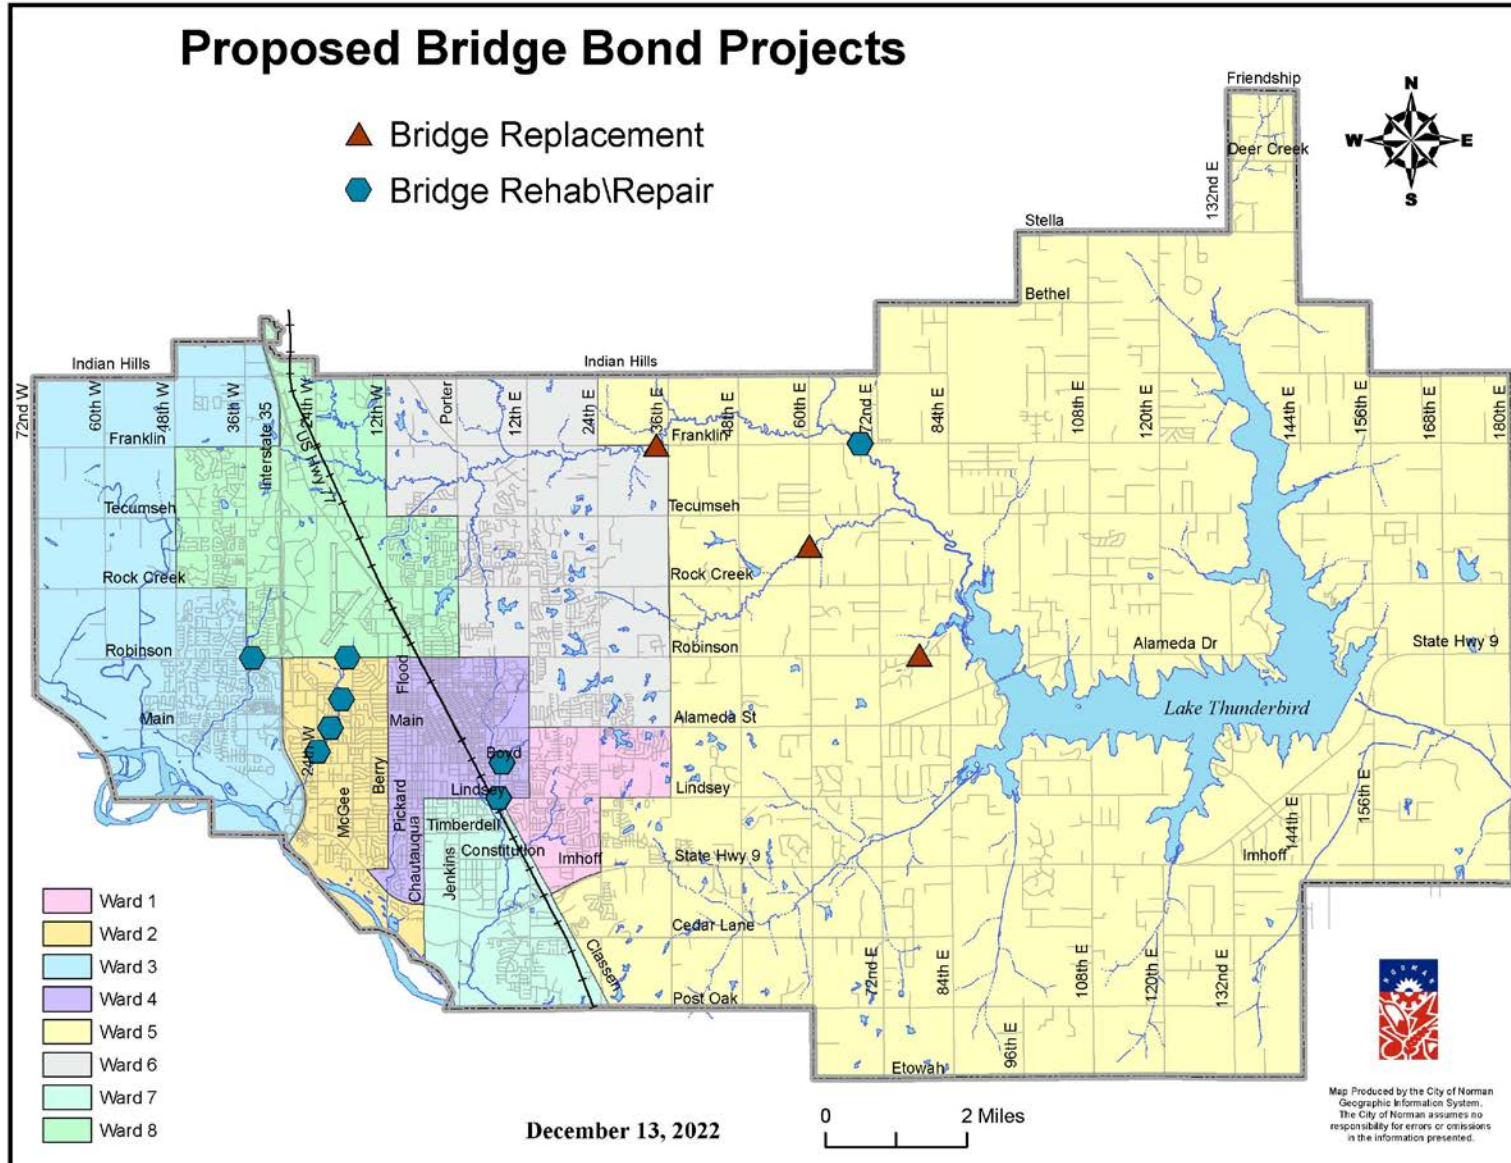 Proposed Bridge Bond Projects
Bridge Replacement
Bridge Rehab\Repair
N
W
E
S
Friendship
Deer Creek
132nd E
Stella
Bethel
Indian Hills
Indian Hills
72nd W
60th W
48th W
36th W
Interstate 35
24th W
US Hwy 77
12th W
Porter
12th E
24th E
36th E
48th E
60th E
72nd E
84th E
108th E
120th E
144th E
156th E
168th E
180th E
Franklin
Franklin
Tecumseh
Tecumseh
Rock Creek
Rock Creek
Robinson
Robinson
Alameda Dr
State Hwy 9
Flood
Main
Main
Alameda St
Lake Thunderbird
24th W
Boyd
Berry
Lindsey
Lindsey
McGee
Pickard
Chautauqua
Timberdell
Constitution
Jenkins
Imhoff
State Hwy 9
144th E
156th E
Imhoff
Cedar Lane
Classen
Post Oak
72nd E
84th E
96th E
108th E
120th E
132nd E
Etowah
Ward 1
Ward 2
Ward 3
Ward 4
Ward 5
Ward 6
Ward 7
Ward 8
December 13, 2022
0 2 Miles
NORMAN
Map Produced by the City of Norman
Geographic Information System.
The City of Norman assumes no
responsibility for errors or omissions
in the information presented.